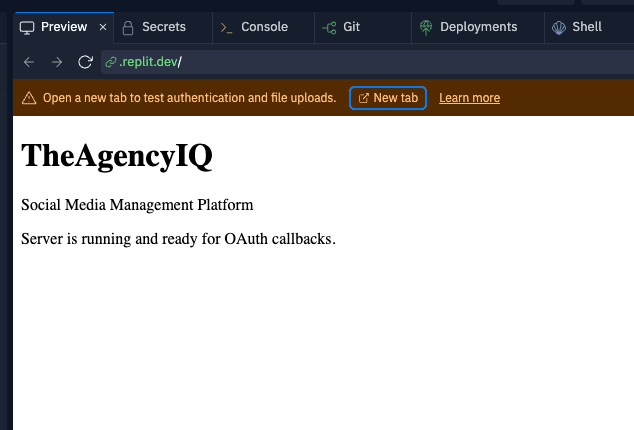 Preview × Secrets Console Git Deployments Shell
.replit.dev/
Open a new tab to test authentication and file uploads. New tab Learn more
TheAgencyIQ
Social Media Management Platform
Server is running and ready for OAuth callbacks.